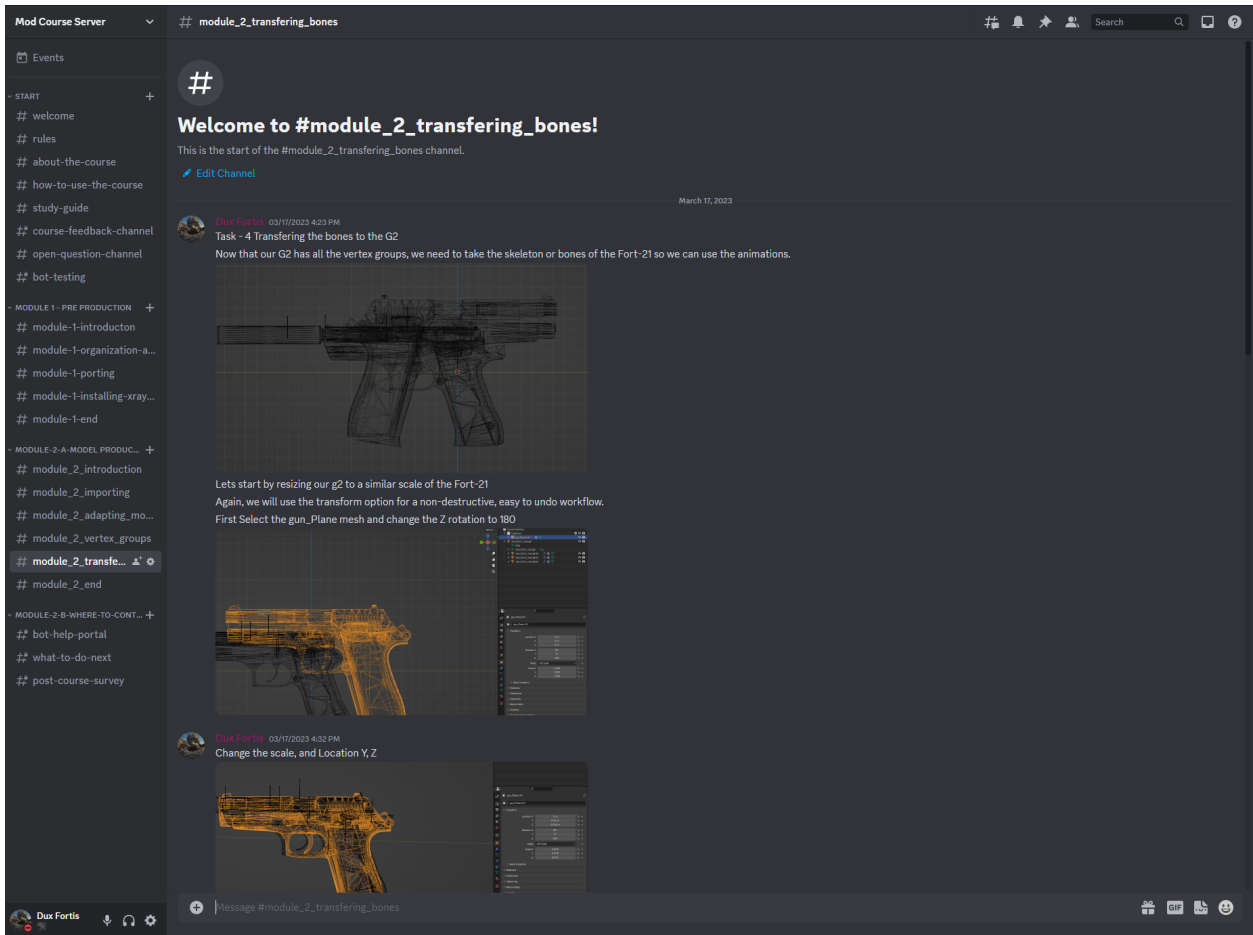 Mod Course Server
# module_2_transfering_bones
Search
Events
START
# welcome
# rules
# about-the-course
# how-to-use-the-course
# study-guide
# course-feedback-channel
# open-question-channel
# bot-testing
MODULE 1 - PRE PRODUCTION
# module-1-introducton
# module-1-organization-a...
# module-1-porting
# module-1-installing-xray...
# module-1-end
MODULE-2-A-MODEL PRODUC...
# module_2_introduction
# module_2_importing
# module_2_adapting_mo...
# module_2_vertex_groups
# module_2_transfe...
# module_2_end
MODULE-2-B-WHERE-TO-CONT...
# bot-help-portal
# what-to-do-next
# post-course-survey
Dux Fortis
#
Welcome to #module_2_transfering_bones!
This is the start of the #module_2_transfering_bones channel.
Edit Channel
March 17, 2023
Dux Fortis 03/17/2023 4:23 PM
Task - 4 Transfering the bones to the G2
Now that our G2 has all the vertex groups, we need to take the skeleton or bones of the Fort-21 so we can use the animations.
Lets start by resizing our g2 to a similar scale of the Fort-21
Again, we will use the transform option for a non-destructive, easy to undo workflow.
First Select the gun_Plane mesh and change the Z rotation to 180
Dux Fortis 03/17/2023 4:32 PM
Change the scale, and Location Y, Z
Message #module_2_transfering_bones
GIF